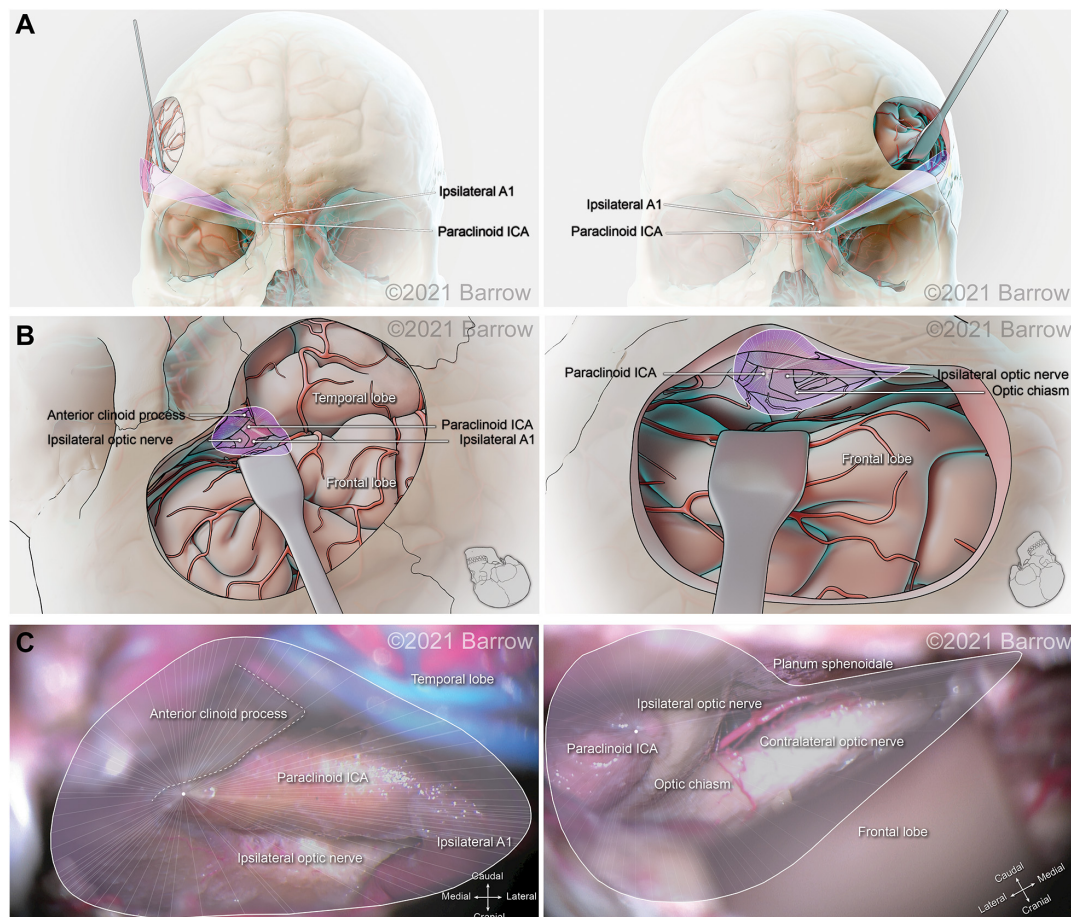 A
Ipsilateral A1
Paraclinoid ICA
©2021 Barrow
Ipsilateral A1
Paraclinoid ICA
©2021 Barrow
B
©2021 Barrow
Temporal lobe
Anterior clinoid process
Ipsilateral optic nerve
Paraclinoid ICA
Ipsilateral A1
Frontal lobe
©2021 Barrow
Paraclinoid ICA
Ipsilateral optic nerve
Optic chiasm
Frontal lobe
C
©2021 Barrow
Temporal lobe
Anterior clinoid process
Paraclinoid ICA
Ipsilateral A1
Ipsilateral optic nerve
Caudal
Medial
Lateral
Cranial
©2021 Barrow
Planum sphenoidale
Ipsilateral optic nerve
Paraclinoid ICA
Contralateral optic nerve
Optic chiasm
Frontal lobe
Caudal
Medial
Lateral
Cranial